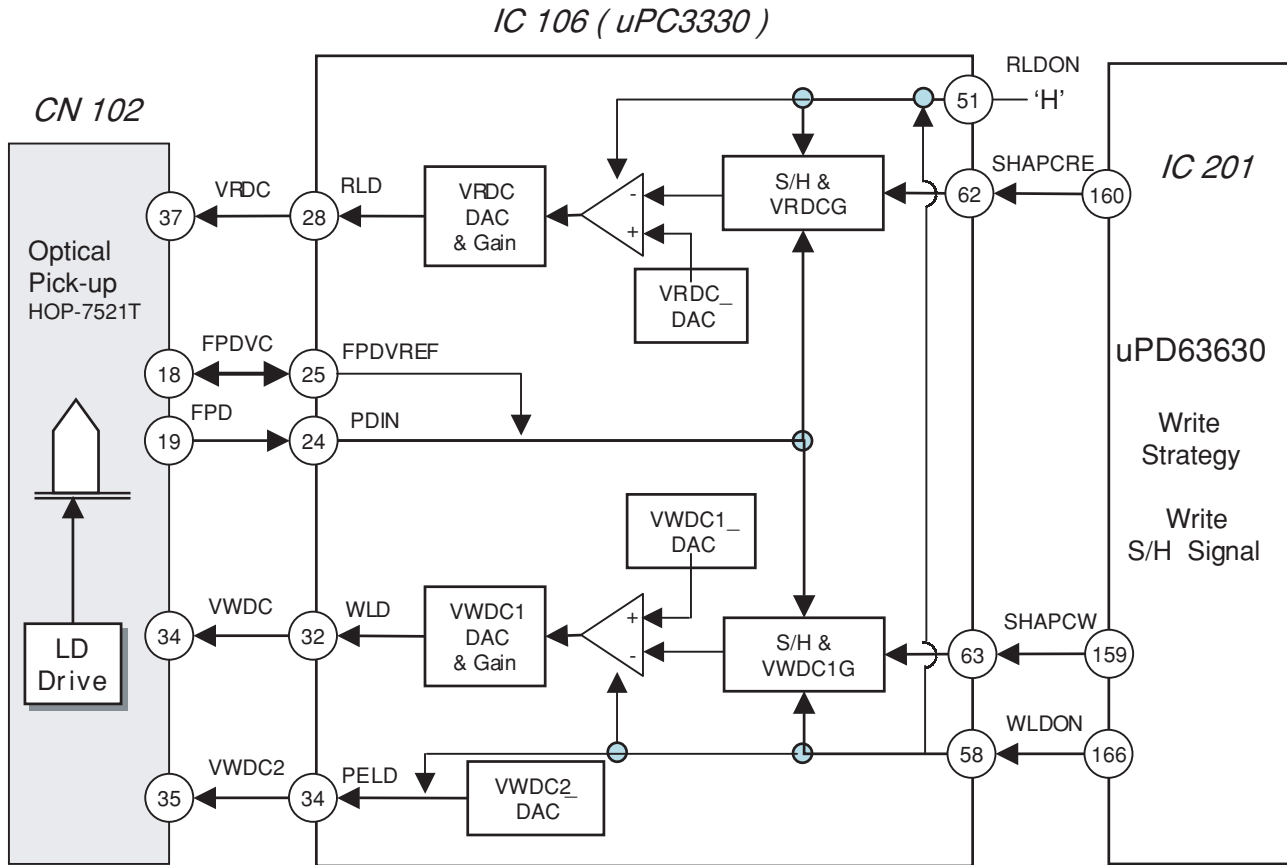 IC 106 ( uPC3330 )
CN 102
Optical
Pick-up
HOP-7521T
LD
Drive
37
18
19
34
35
VRDC
FPDVC
FPD
VWDC
VWDC2
28
25
24
32
34
RLD
FPDVREF
PDIN
WLD
PELD
VRDC
DAC
& Gain
-
+
VRDC_
DAC
S/H &
VRDCG
VWDC1_
DAC
VWDC1
DAC
& Gain
+
-
S/H &
VWDC1G
VWDC2_
DAC
51
62
63
58
RLDON
'H'
SHAPCRE
SHAPCW
WLDON
160
159
166
IC 201
uPD63630
Write
Strategy
Write
S/H Signal